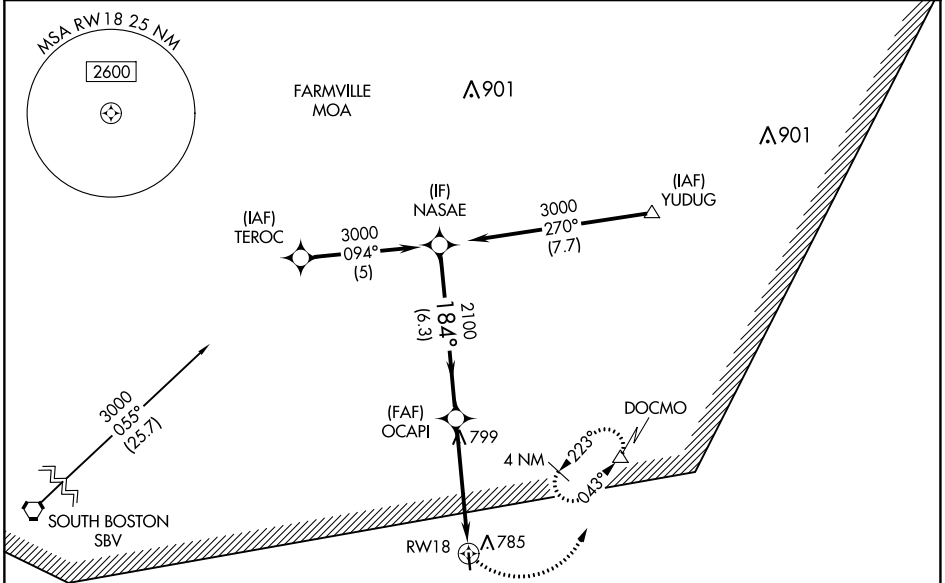 MSA RW18 25 NM
2600
FARMVILLE
MOA
901
901
(IAF)
TEROC
3000
094°
(5)
(IF)
NASAE
3000
270°
(7.7)
(IAF)
YUDUG
2100
184°
(6.3)
3000
055°
(25.7)
(FAF)
OCAPI
799
DOCMO
4 NM
223°
043°
SOUTH BOSTON
SBV
RW18
785